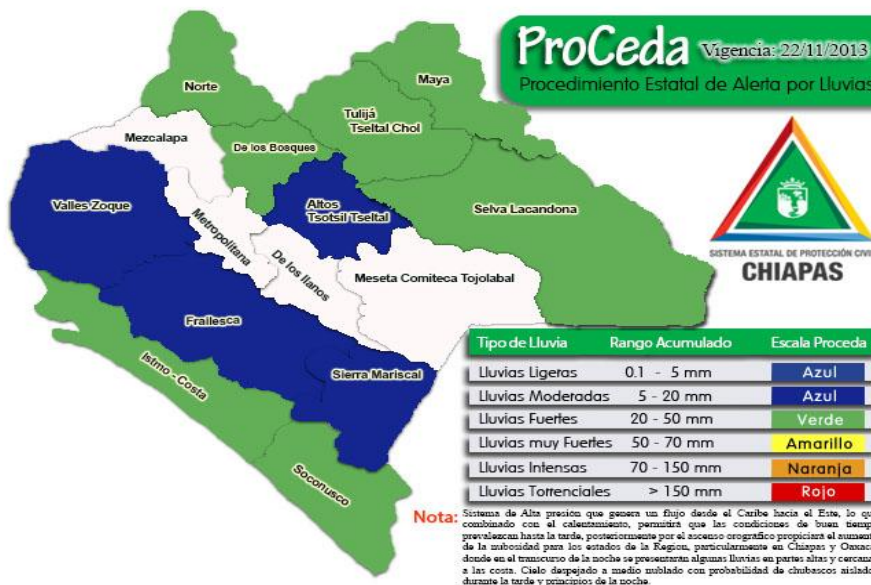 ProCeda Vigencia: 22/11/2013
Procedimiento Estatal de Alerta por Lluvias
Norte
Maya
Tulijá
Tseltal Chol
Mezcalapa
De los Bosques
Valles Zoque
Altos
Tsotsil Tseltal
Selva Lacandona
Metropolitana
De los llanos
Meseta Comiteca Tojolabal
Frailesca
Sierra Mariscal
Istmo - Costa
Soconusco
SISTEMA ESTATAL DE PROTECCIÓN CIVI
CHIAPAS
Tipo de Lluvia Rango Acumulado Escala Proceda
Lluvias Ligeras 0.1 - 5 mm Azul
Lluvias Moderadas 5 - 20 mm Azul
Lluvias Fuertes 20 - 50 mm Verde
Lluvias muy Fuertes 50 - 70 mm Amarillo
Lluvias Intensas 70 - 150 mm Naranja
Lluvias Torrenciales > 150 mm Rojo
Nota: Sistema de Alta presión que genera un flujo desde el Caribe hacia el Este, lo qu
combinado con el calentamiento, permitirá que las condiciones de buen tiemp
prevalezcan hasta la tarde, posteriormente por el ascenso orográfico propiciará el aument
de la nubosidad para los estados de la Region, particularmente en Chiapas y Oaxac
donde en el transcurso de la noche se presentarán algunas lluvias en partes altas y cercana
a las costa. Cielo despejado a medio nublado con probabilidad de chubascos aislado
durante la tarde y principios de la noche.